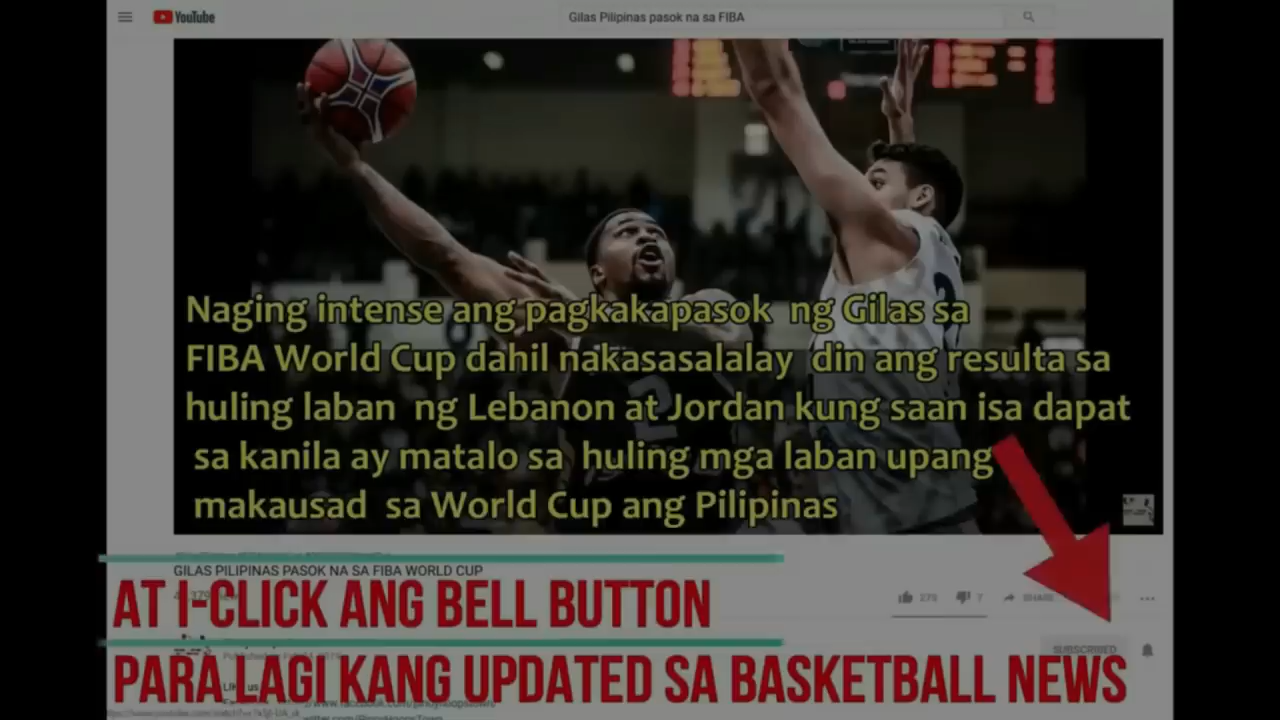 YouTube
Gilas Pilipinas pasok na sa FIBA
Naging intense ang pagkakapasok ng Gilas sa
FIBA World Cup dahil nakasasalalay din ang resulta sa
huling laban ng Lebanon at Jordan kung saan isa dapat
sa kanila ay matalo sa huling mga laban upang
makausad sa World Cup ang Pilipinas
2
GILAS PILIPINAS PASOK NA SA FIBA WORLD CUP
279 7 SHARE
AT I-CLICK ANG BELL BUTTON
SUBSCRIBED
PARA LAGI KANG UPDATED SA BASKETBALL NEWS